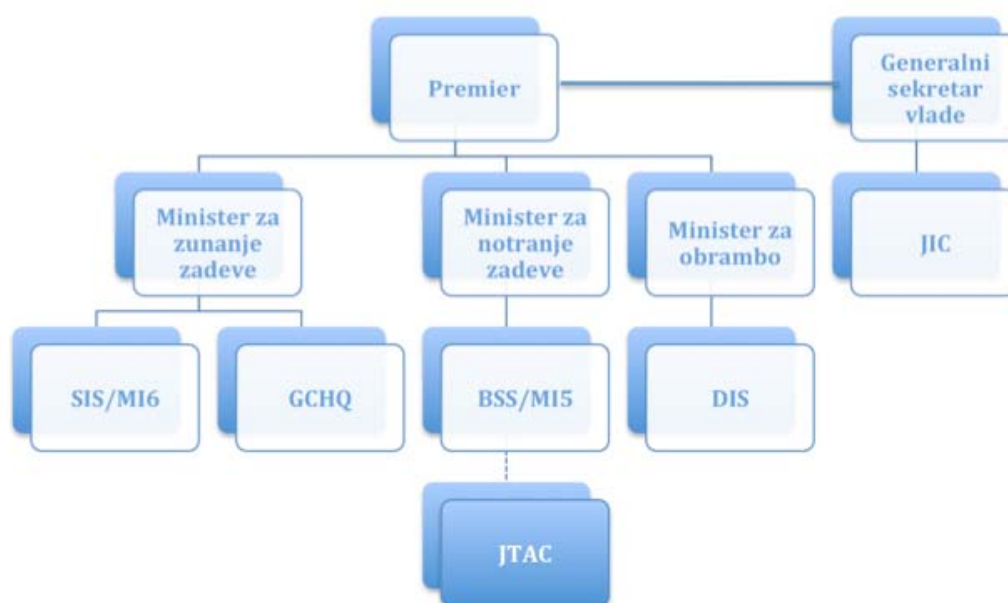 Premier
Generalni
sekretar
vlade
Minister za
zunanje
zadeve
Minister za
notranje
zadeve
Minister za
obrambo
JIC
SIS/MI6
GCHQ
BSS/MI5
DIS
JTAC